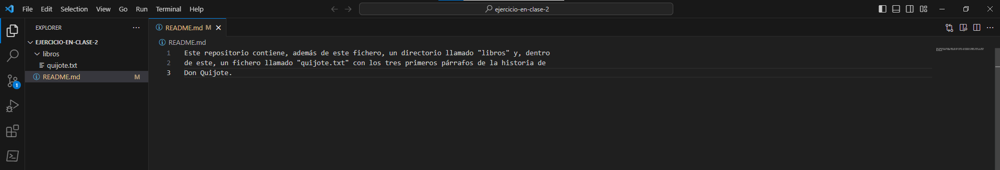 File Edit Selection View Go Run Terminal Help
ejercicio-en-clase-2
EXPLORER
EJERCICIO-EN-CLASE-2
libros
quijote.txt
README.md M
1
README.md M
README.md
1 Este repositorio contiene, además de este fichero, un directorio llamado "libros" y, dentro
2 de este, un fichero llamado "quijote.txt" con los tres primeros párrafos de la historia de
3 Don Quijote.